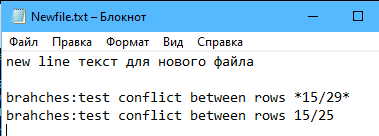 Newfile.txt – Блокнот
Файл Правка Формат Вид Справка
new line текст для нового файла

brahches:test conflict between rows *15/29*
brahches:test conflict between rows 15/25